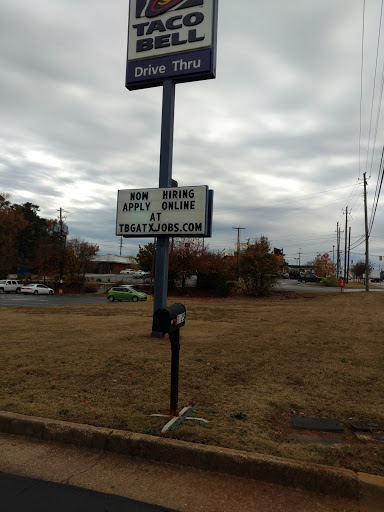 TACO
BELL
Drive Thru
NOW HIRING
APPLY ONLINE
AT
TBGATXJOBS.COM